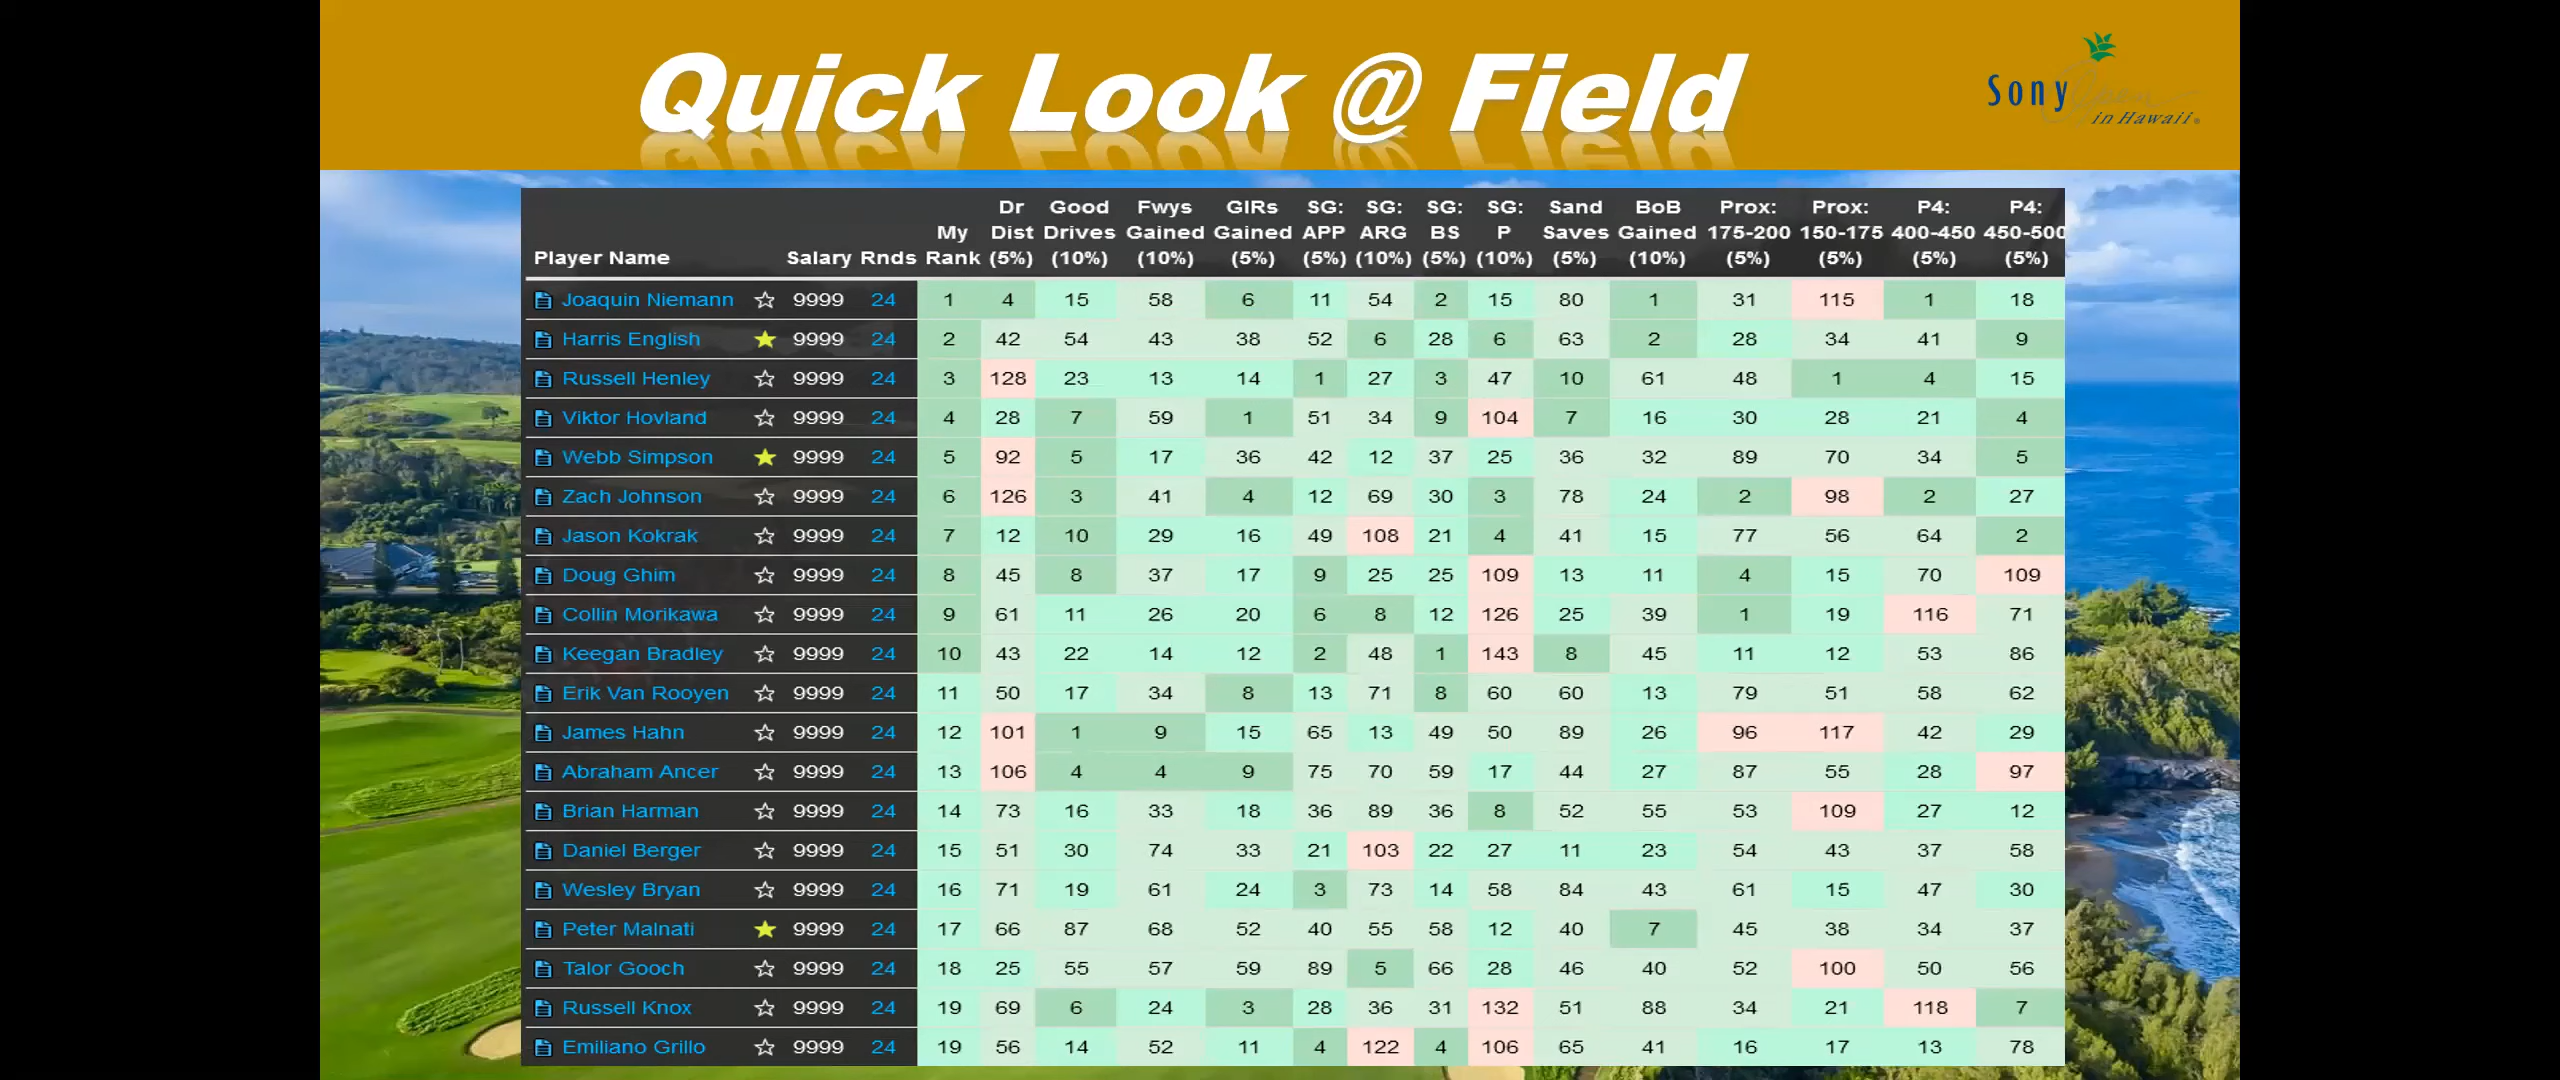 Quick Look @ Field
Sony Open
in Hawaii
Player Name Salary Rnds My Rank Dr Dist (5%) Good Drives (10%) Fwys Gained (10%) GIRs Gained (5%) SG: APP (5%) SG: ARG (10%) SG: BS (5%) SG: P (10%) Sand Saves (5%) BoB Gained (10%) Prox: 175-200 (5%) Prox: 150-175 (5%) P4: 400-450 (5%) P4: 450-500 (5%)
Joaquin Niemann 9999 24 1 4 15 58 6 11 54 2 15 80 1 31 115 1 18
Harris English 9999 24 2 42 54 43 38 52 6 28 6 63 2 28 34 41 9
Russell Henley 9999 24 3 128 23 13 14 1 27 3 47 10 61 48 1 4 15
Viktor Hovland 9999 24 4 28 7 59 1 51 34 9 104 7 16 30 28 21 4
Webb Simpson 9999 24 5 92 5 17 36 42 12 37 25 36 32 89 70 34 5
Zach Johnson 9999 24 6 126 3 41 4 12 69 30 3 78 24 2 98 2 27
Jason Kokrak 9999 24 7 12 10 29 16 49 108 21 4 41 15 77 56 64 2
Doug Ghim 9999 24 8 45 8 37 17 9 25 25 109 13 11 4 15 70 109
Collin Morikawa 9999 24 9 61 11 26 20 6 8 12 126 25 39 1 19 116 71
Keegan Bradley 9999 24 10 43 22 14 12 2 48 1 143 8 45 11 12 53 86
Erik Van Rooyen 9999 24 11 50 17 34 8 13 71 8 60 60 13 79 51 58 62
James Hahn 9999 24 12 101 1 9 15 65 13 49 50 89 26 96 117 42 29
Abraham Ancer 9999 24 13 106 4 4 9 75 70 59 17 44 27 87 55 28 97
Brian Harman 9999 24 14 73 16 33 18 36 89 36 8 52 55 53 109 27 12
Daniel Berger 9999 24 15 51 30 74 33 21 103 22 27 11 23 54 43 37 58
Wesley Bryan 9999 24 16 71 19 61 24 3 73 14 58 84 43 61 15 47 30
Peter Malnati 9999 24 17 66 87 68 52 40 55 58 12 40 7 45 38 34 37
Talor Gooch 9999 24 18 25 55 57 59 89 5 66 28 46 40 52 100 50 56
Russell Knox 9999 24 19 69 6 24 3 28 36 31 132 51 88 34 21 118 7
Emiliano Grillo 9999 24 19 56 14 52 11 4 122 4 106 65 41 16 17 13 78